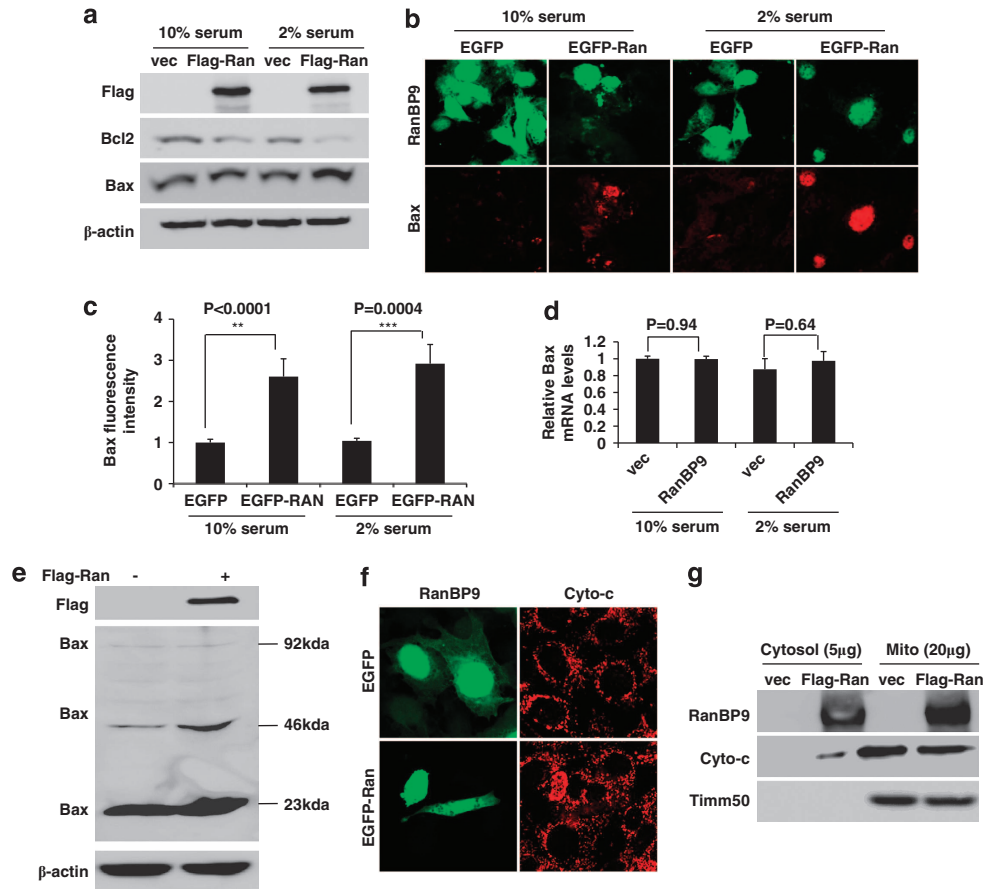 a
10% serum 2% serum
vec Flag-Ran vec Flag-Ran
Flag
Bcl2
Bax
β-actin
b
10% serum 2% serum
EGFP EGFP-Ran EGFP EGFP-Ran
RanBP9
Bax
c
P<0.0001 P=0.0004
** ***
Bax fluorescence
intensity
4
3
2
1
0
EGFP EGFP-RAN EGFP EGFP-RAN
10% serum 2% serum
d
P=0.94 P=0.64
Relative Bax
mRNA levels
1.2
1
0.8
0.6
0.4
0.2
0
vec RanBP9 vec RanBP9
10% serum 2% serum
e
Flag-Ran - +
Flag
Bax 92kda
Bax 46kda
Bax 23kda
β-actin
f
RanBP9 Cyto-c
EGFP
EGFP-Ran
g
Cytosol (5μg) Mito (20μg)
vec Flag-Ran vec Flag-Ran
RanBP9
Cyto-c
Timm50